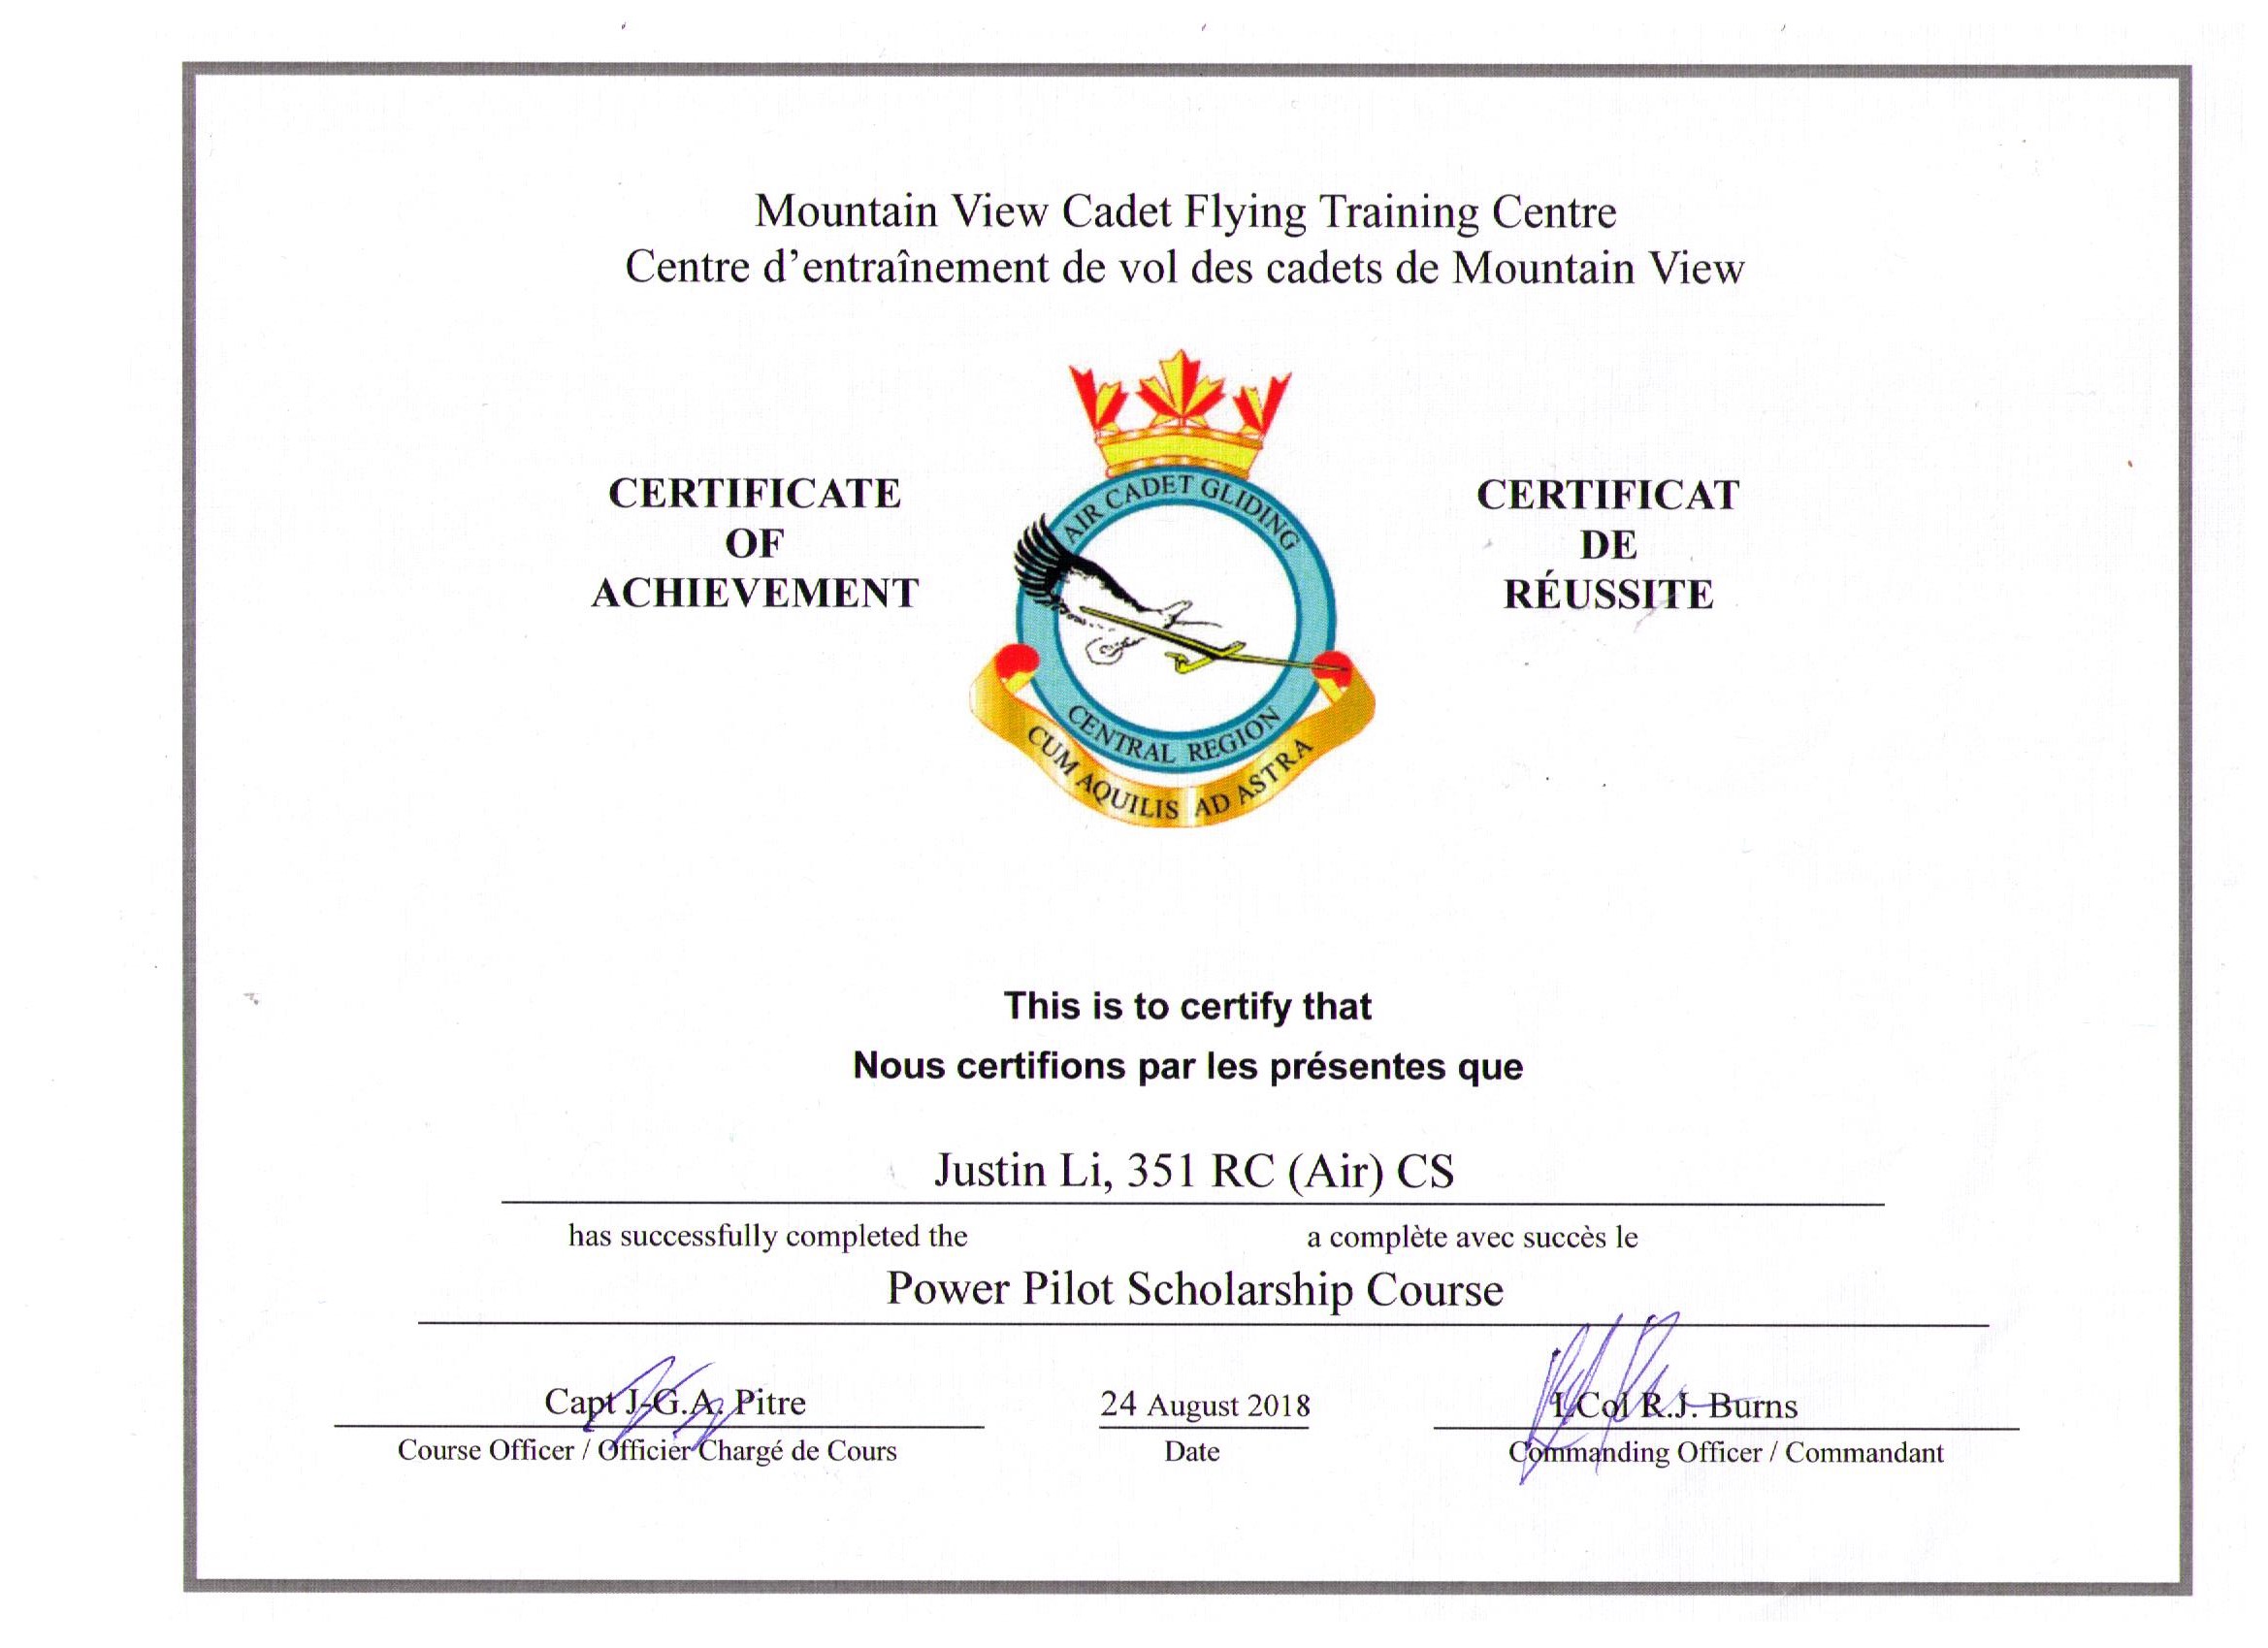 Mountain View Cadet Flying Training Centre
Centre d’entraînement de vol des cadets de Mountain View
CERTIFICATE
OF
ACHIEVEMENT
AIR CADET GLIDING
CENTRAL REGION
CUM AQUILIS AD ASTRA
CERTIFICAT
DE
RÉUSSITE
This is to certify that
Nous certifions par les présentes que
Justin Li, 351 RC (Air) CS
has successfully completed the
a complète avec succès le
Power Pilot Scholarship Course
Capt J-G.A. Pitre
Course Officer / Officier Chargé de Cours
24 August 2018
Date
LCol R.J. Burns
Commanding Officer / Commandant